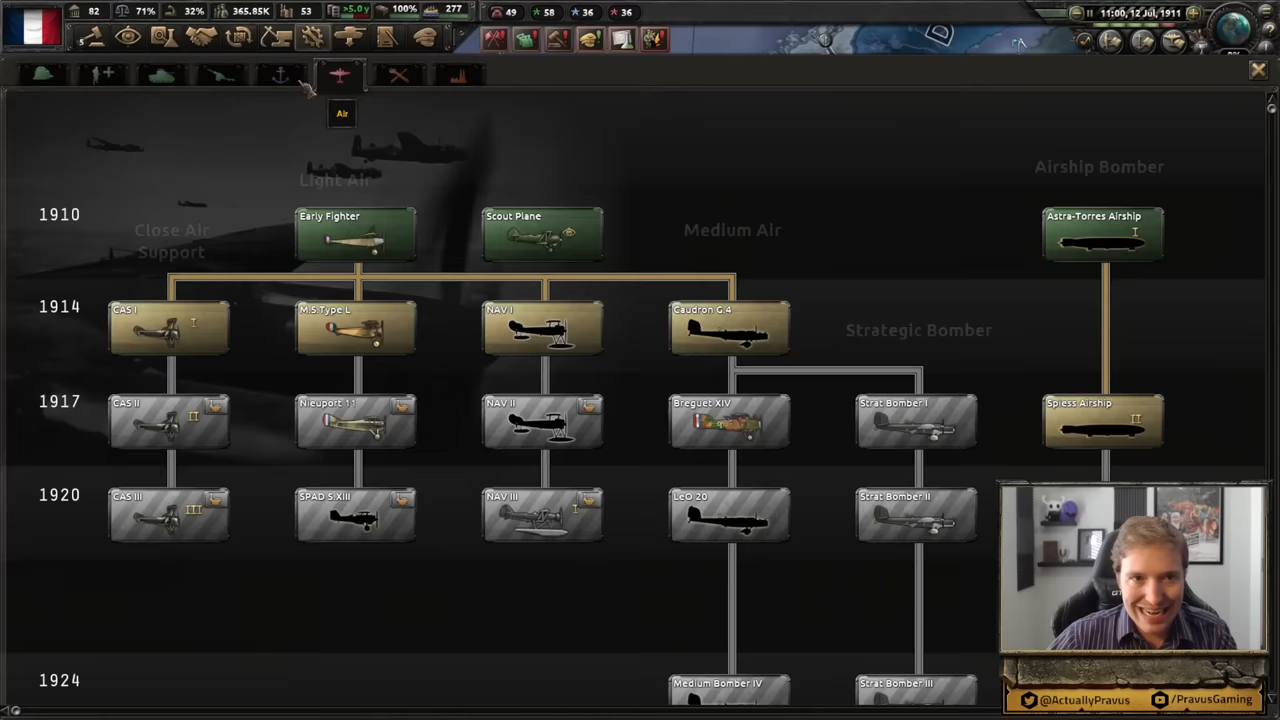 82
71%
32%
365.85K
53
>5.0 y
100%
277
49
58
36
36
11:00, 12 Jul, 1911
Air
Airship Bomber
Light Air
1910
Early Fighter
Scout Plane
Astra-Torres Airship
I
Close Air
Support
Medium Air
1914
CAS I
I
M.S.Type L
NAV I
Caudron G.4
Strategic Bomber
1917
CAS II
II
Nieuport 11
NAV II
Breguet XIV
Strat Bomber I
Spiess Airship
II
1920
CAS III
III
SPAD S.XIII
NAV III
I
LeO 20
Strat Bomber II
1924
Medium Bomber IV
Strat Bomber III
@ActuallyPravus
/PravusGaming